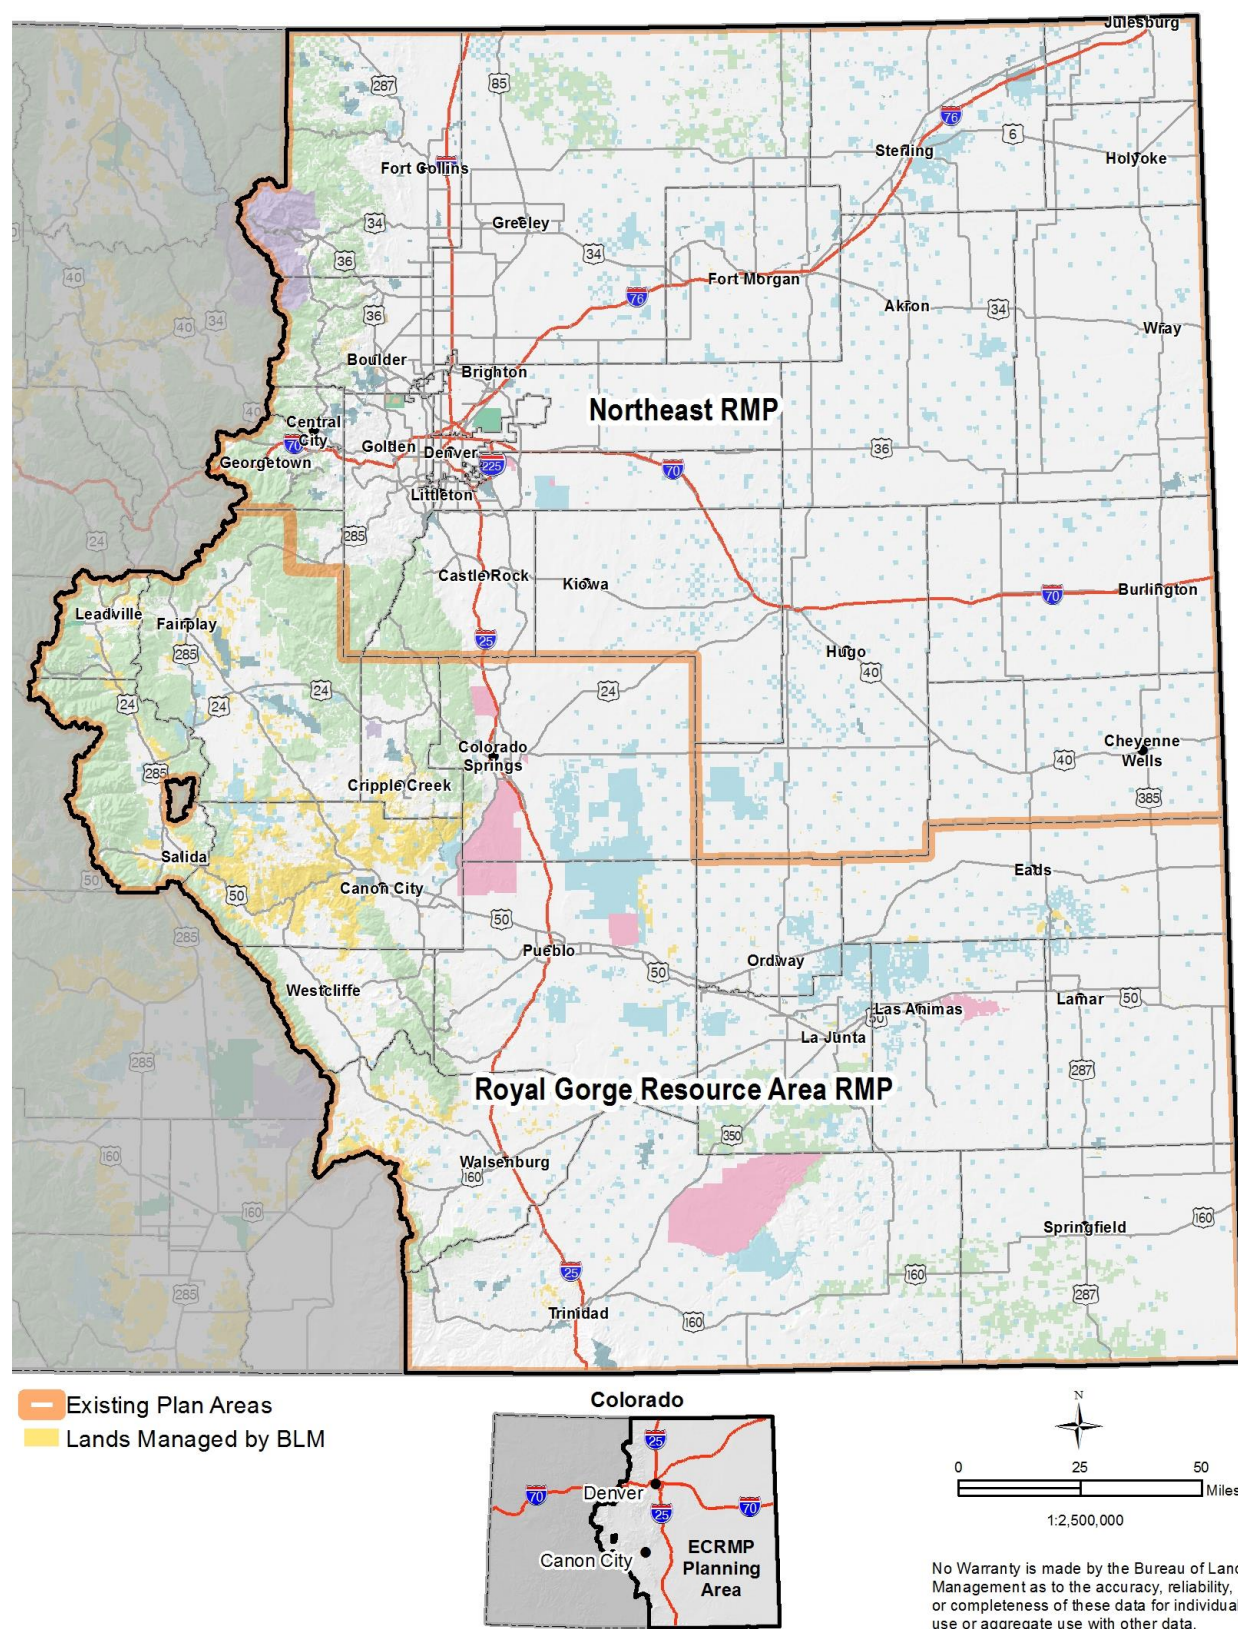 Julesburg
287
85
76
6
Sterling
Holyoke
Fort Collins
34
Greeley
34
36
40
Fort Morgan
76
Akron
34
Wray
40
34
36
Boulder
Brighton
Northeast RMP
40
Central
City
70
Golden
Denver
Georgetown
225
70
36
Littleton
285
24
Castle Rock
Kiowa
70
Burlington
Leadville
Fairplay
25
285
Hugo
40
24
24
24
24
Colorado
Springs
Cheyenne
Wells
40
285
Cripple Creek
385
Salida
50
50
Canon City
Eads
50
285
Pueblo
Ordway
50
Westcliffe
Las Animas
50
Lamar
50
La Junta
285
287
Royal Gorge Resource Area RMP
350
160
Walsenburg
160
160
Springfield
160
25
160
285
287
Trinidad
160
Existing Plan Areas
Lands Managed by BLM
Colorado
25
70
Denver
25
70
Canon City
ECRMP
Planning
Area
N
0 25 50
Miles
1:2,500,000
No Warranty is made by the Bureau of Land
Management as to the accuracy, reliability,
or completeness of these data for individual
use or aggregate use with other data.